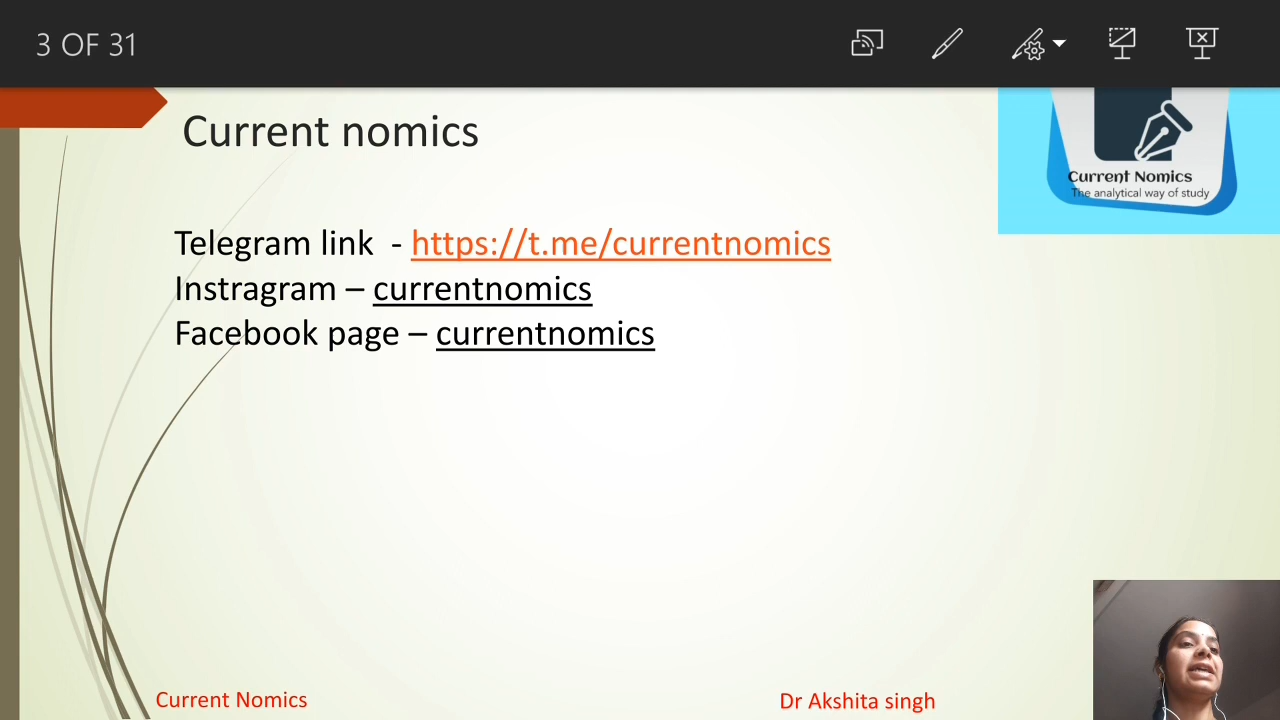 3 OF 31
Current nomics
Current Nomics
The analytical way of study
Telegram link - https://t.me/currentnomics
Instragram – currentnomics
Facebook page – currentnomics
Current Nomics
Dr Akshita singh